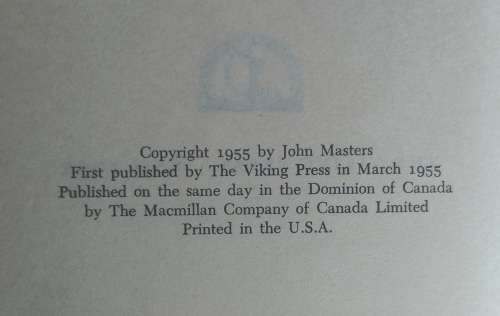 Copyright 1955 by John Masters
First published by The Viking Press in March 1955
Published on the same day in the Dominion of Canada
by The Macmillan Company of Canada Limited
Printed in the U.S.A.